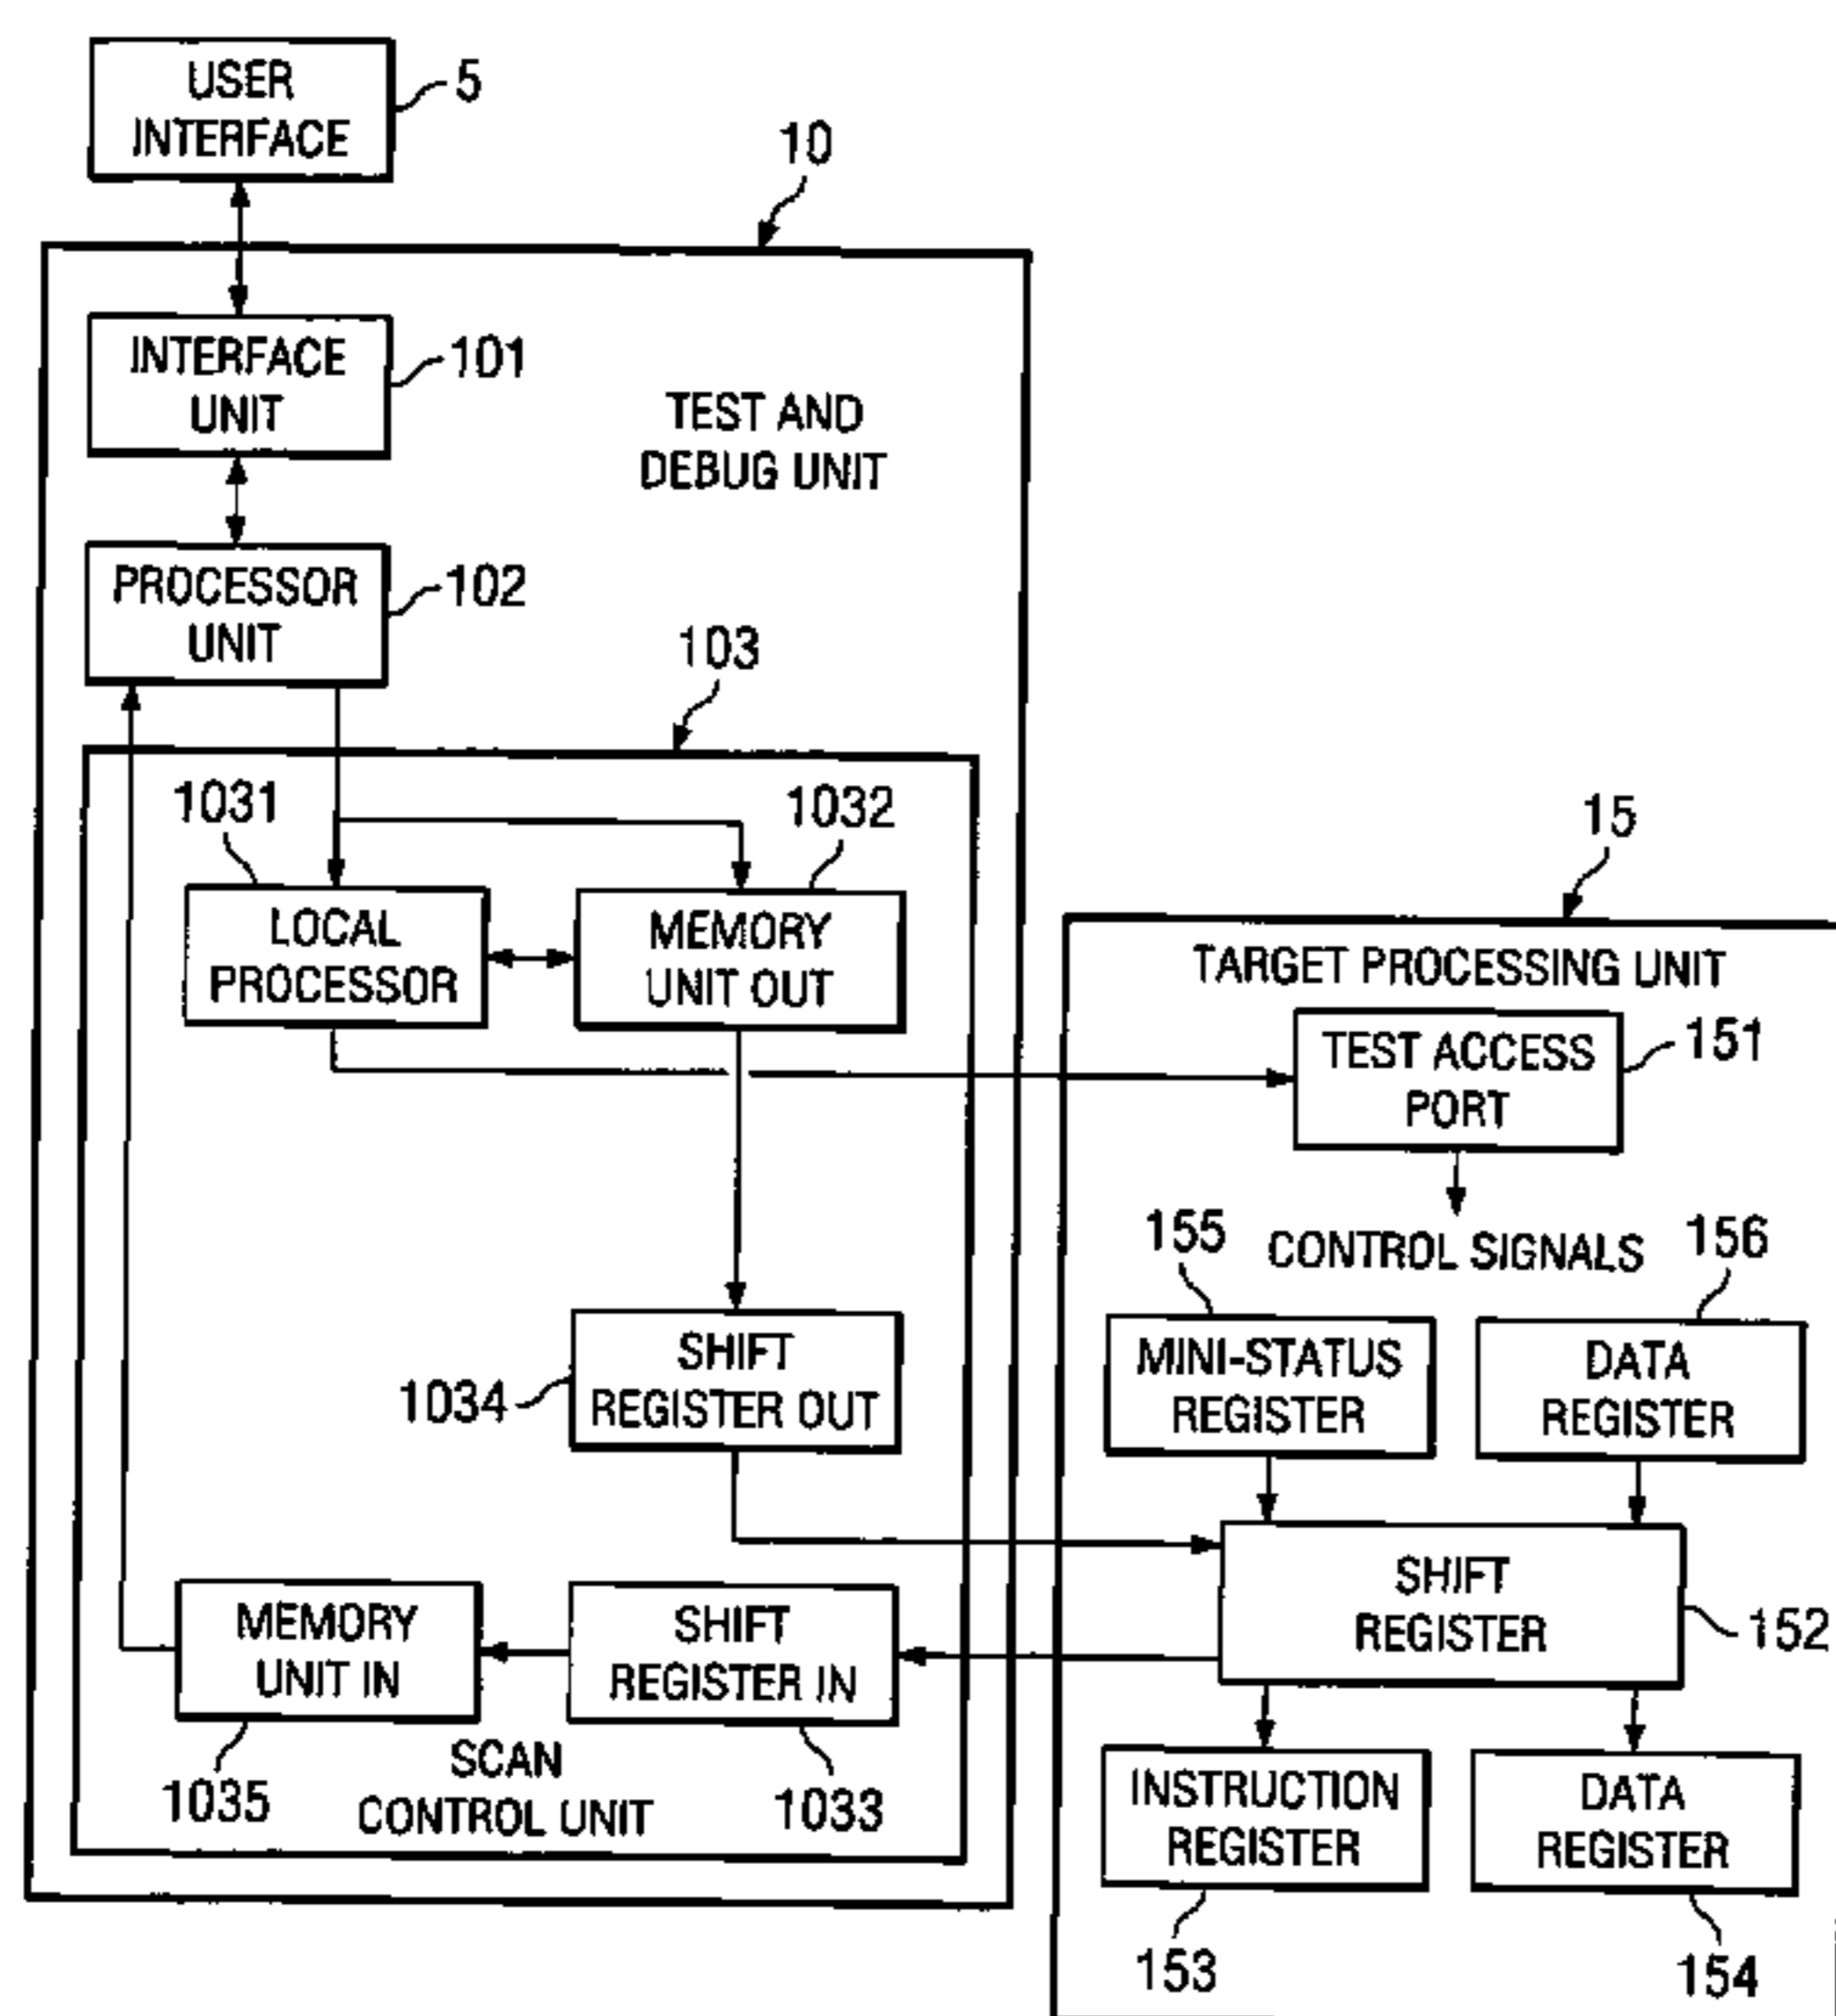 USER
INTERFACE
5
10
INTERFACE
UNIT
101
TEST AND
DEBUG UNIT
PROCESSOR
UNIT
102
103
1031
1032
LOCAL
PROCESSOR
MEMORY
UNIT OUT
15
TARGET PROCESSING UNIT
TEST ACCESS
PORT
151
CONTROL SIGNALS
155
156
SHIFT
REGISTER OUT
1034
MINI-STATUS
REGISTER
DATA
REGISTER
SHIFT
REGISTER
152
MEMORY
UNIT IN
SHIFT
REGISTER IN
1035
SCAN
CONTROL UNIT
1033
INSTRUCTION
REGISTER
DATA
REGISTER
153
154